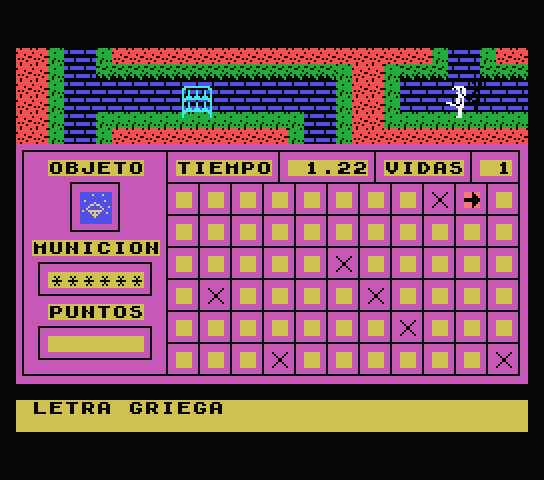 OBJETO
TIEMPO 1.22 VIDAS 1
MUNICION
******
PUNTOS
LETRA GRIEGA